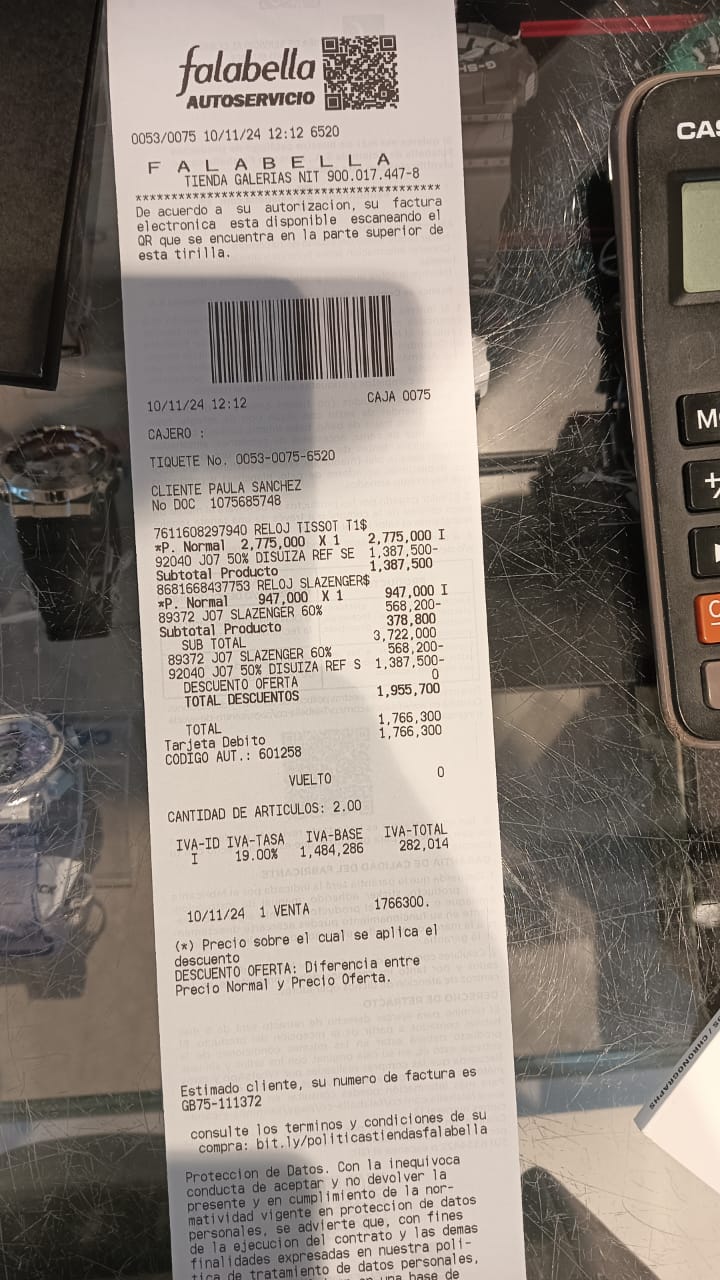 falabella
AUTOSERVICIO
0053/0075 10/11/24 12:12 6520
F A L A B E L L A
TIENDA GALERIAS NIT 900.017.447-8
*******************************************
De acuerdo a su autorizacion, su factura
electronica esta disponible escaneando el
QR que se encuentra en la parte superior de
esta tirilla.
10/11/24 12:12 CAJA 0075
CAJERO :
TIQUETE No. 0053-0075-6520
CLIENTE PAULA SANCHEZ
No DOC 1075685748
7611608297940 RELOJ TISSOT T1$
*P. Normal 2,775,000 X 1 2,775,000 I
92040 J07 50% DISUIZA REF SE 1,387,500-
Subtotal Producto 1,387,500
8681668437753 RELOJ SLAZENGER$
*P. Normal 947,000 X 1 947,000 I
89372 J07 SLAZENGER 60% 568,200-
Subtotal Producto 378,800
SUB TOTAL 3,722,000
89372 J07 SLAZENGER 60% 568,200-
92040 J07 50% DISUIZA REF S 1,387,500-
DESCUENTO OFERTA 0
TOTAL DESCUENTOS 1,955,700
TOTAL 1,766,300
Tarjeta Debito 1,766,300
CODIGO AUT.: 601258
VUELTO 0
CANTIDAD DE ARTICULOS: 2.00
IVA-ID IVA-TASA IVA-BASE IVA-TOTAL
I 19.00% 1,484,286 282,014
10/11/24 1 VENTA 1766300.
(*) Precio sobre el cual se aplica el
descuento
DESCUENTO OFERTA: Diferencia entre
Precio Normal y Precio Oferta.
Estimado cliente, su numero de factura es
GB75-111372
consulte los terminos y condiciones de su
compra: bit.ly/politicastiendasfalabella
Proteccion de Datos. Con la inequivoca
conducta de aceptar y no devolver la
presente y en cumplimiento de la nor-
matividad vigente en proteccion de datos
personales, se advierte que, con fines
de la ejecucion del contrato y las demas
finalidades expresadas en nuestra poli-
tica de tratamiento de datos personales,
una base de
CAS
M
G-SH
/ CHRONOGRAPHS